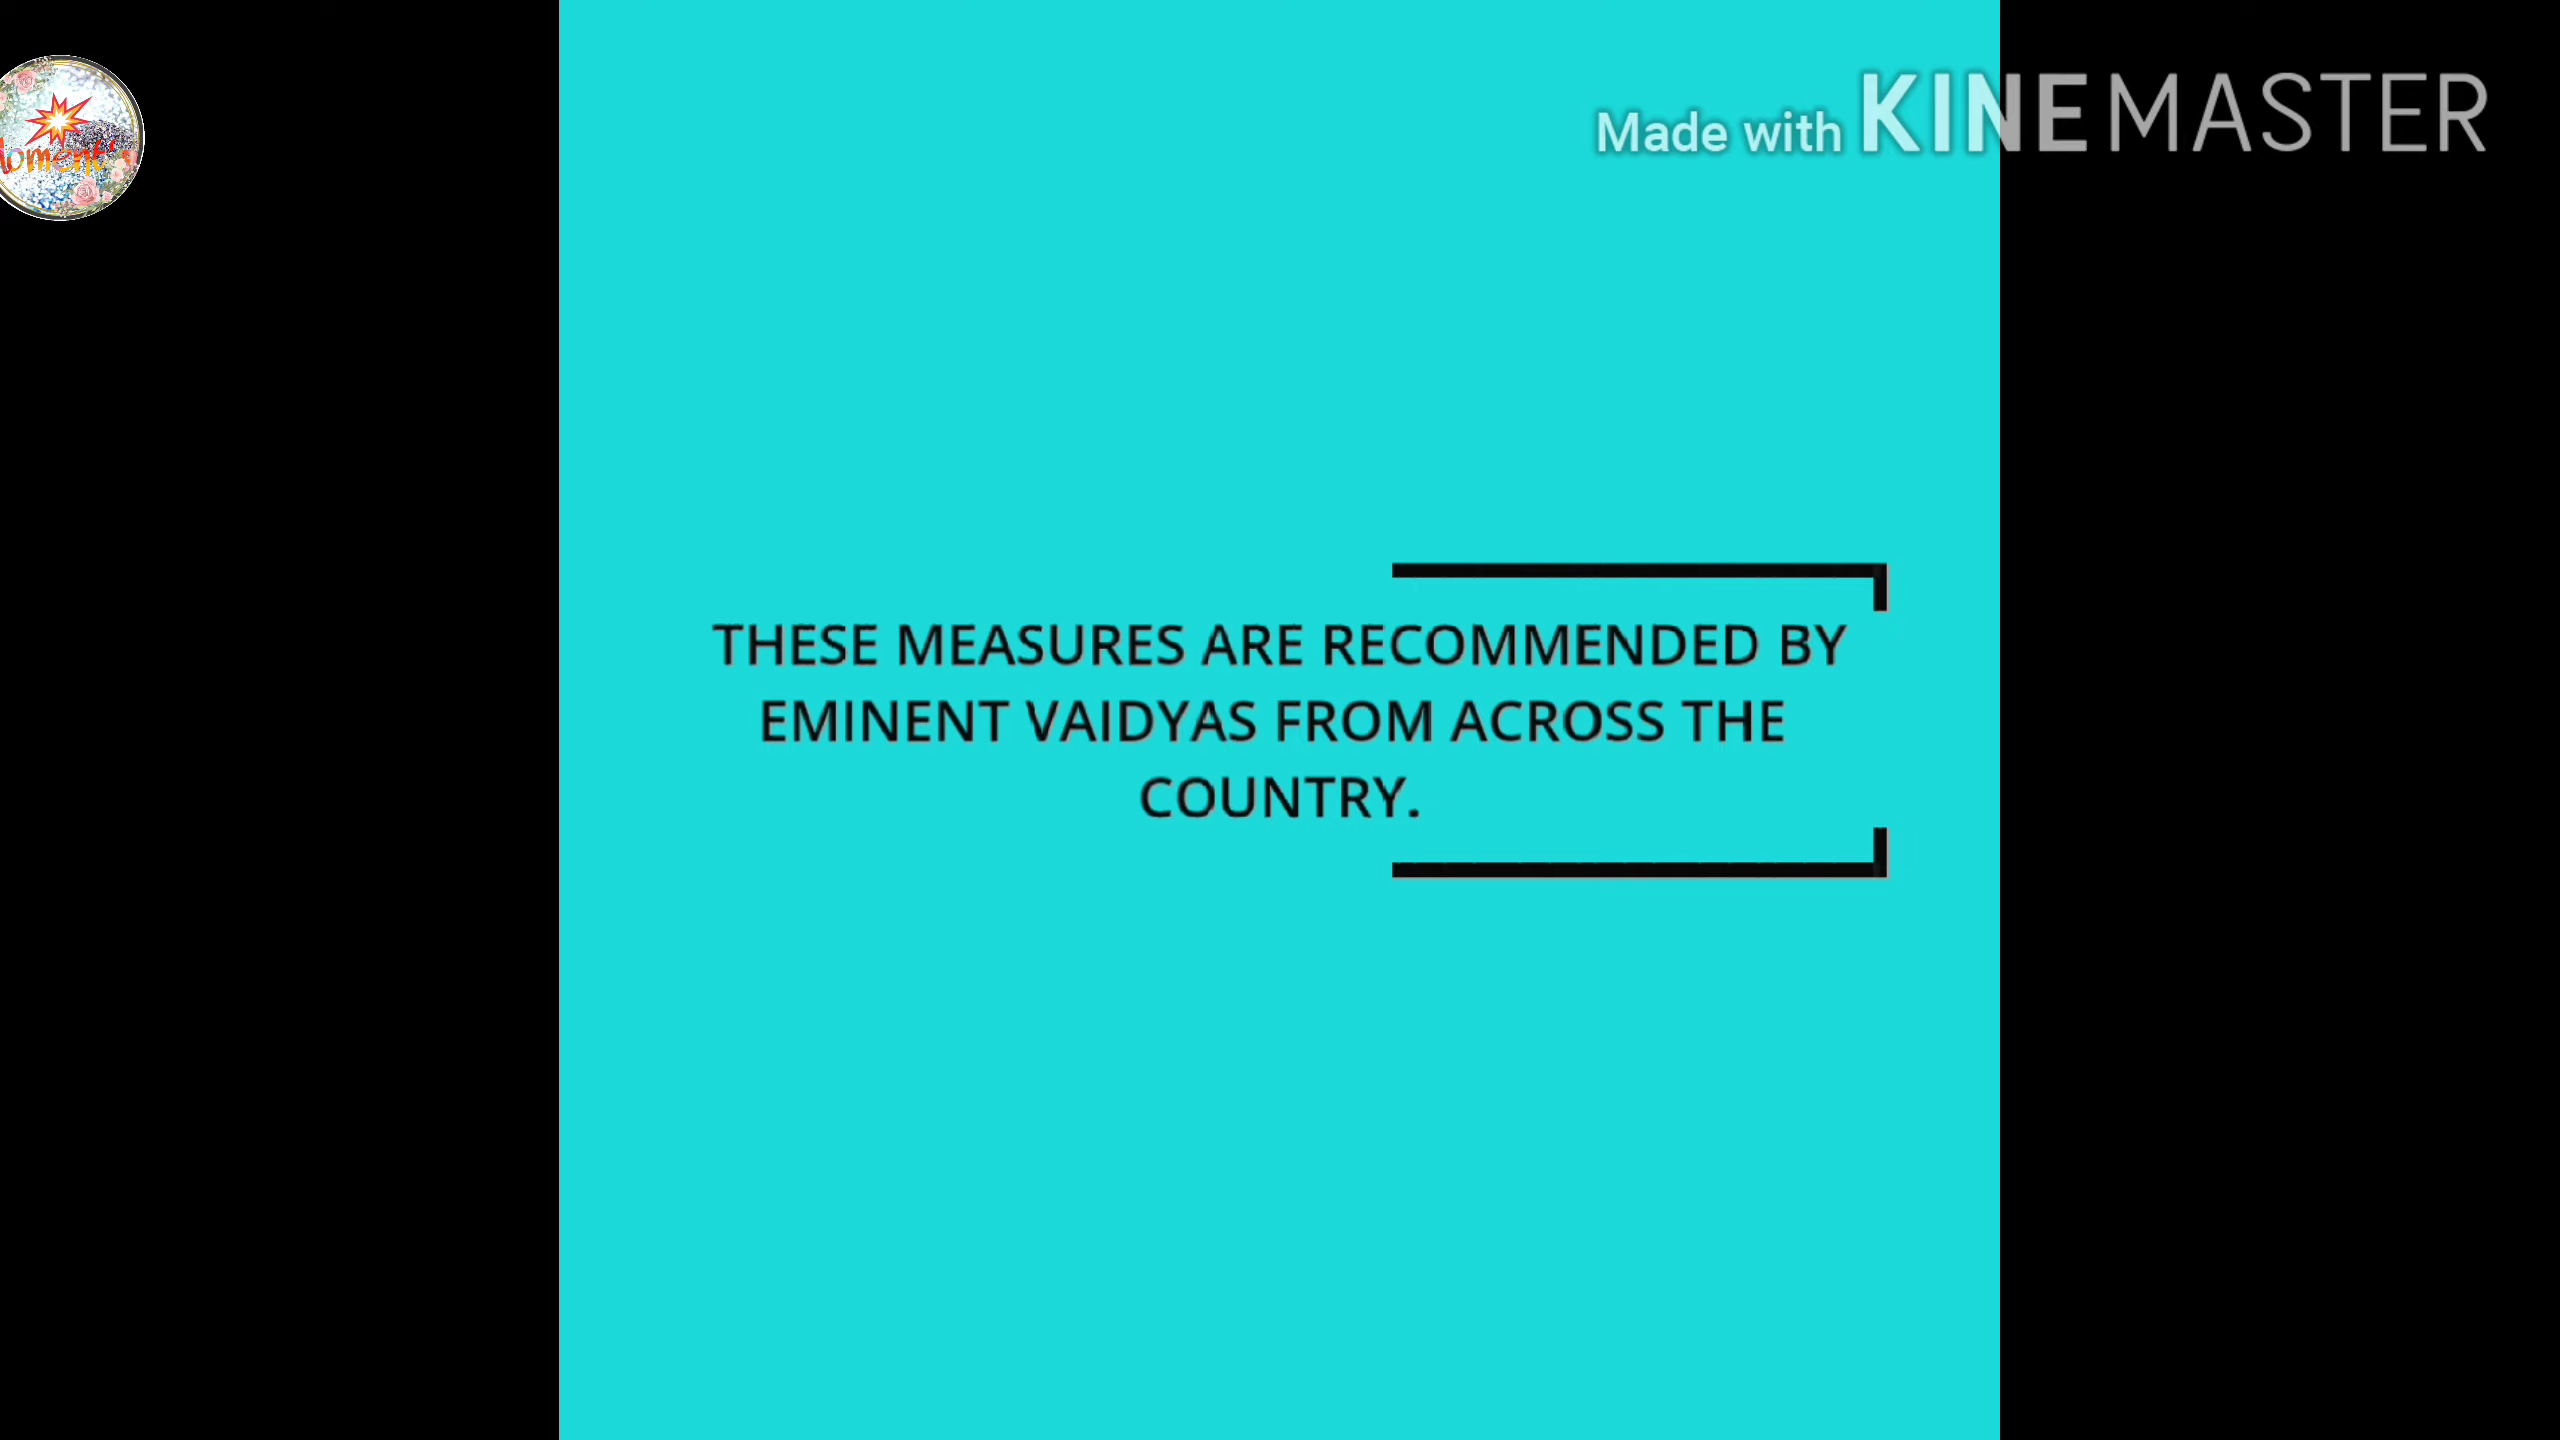 Made with KINEMASTER
THESE MEASURES ARE RECOMMENDED BY
EMINENT VAIDYAS FROM ACROSS THE
COUNTRY.